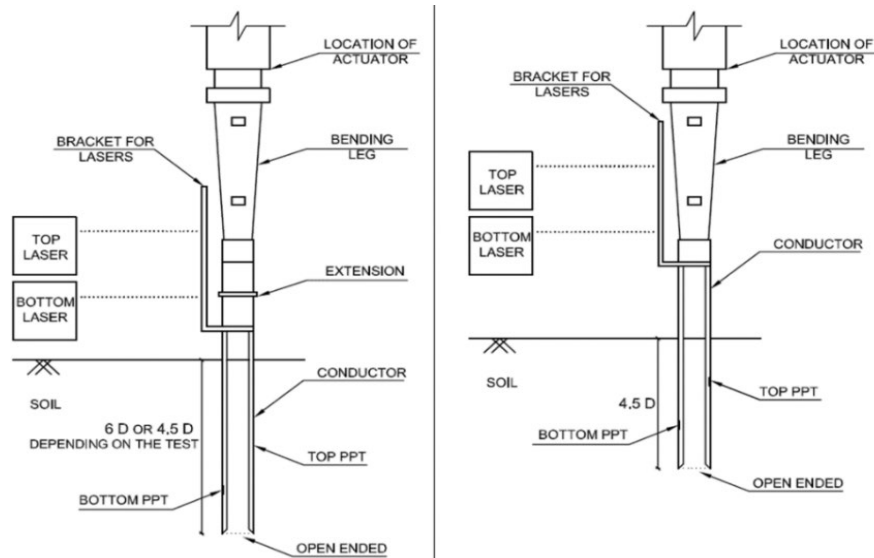 LOCATION OF
ACTUATOR
BRACKET FOR
LASERS
BENDING
LEG
TOP
LASER
BOTTOM
LASER
EXTENSION
CONDUCTOR
SOIL
6 D OR 4.5 D
DEPENDING ON THE TEST
TOP PPT
BOTTOM PPT
OPEN ENDED
LOCATION OF
ACTUATOR
BRACKET FOR
LASERS
BENDING
LEG
TOP
LASER
BOTTOM
LASER
CONDUCTOR
SOIL
4.5 D
TOP PPT
BOTTOM PPT
OPEN ENDED